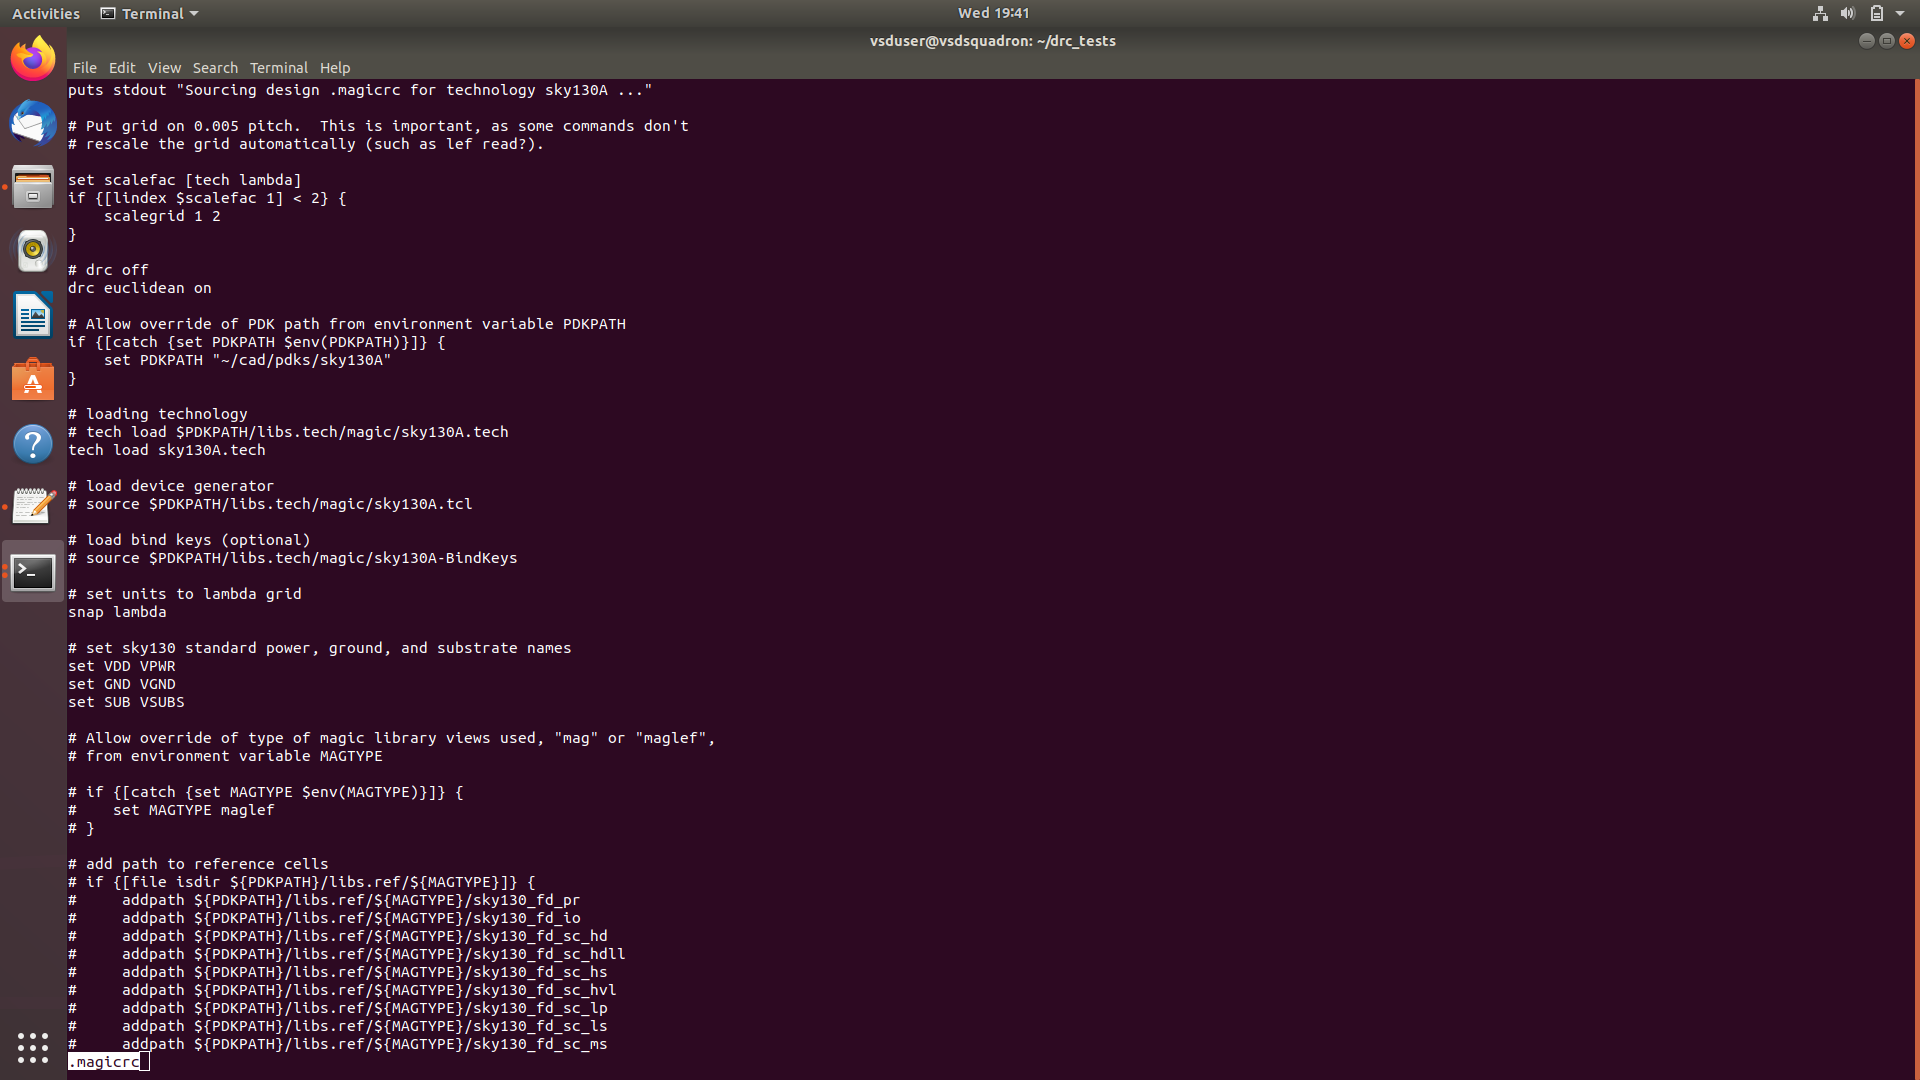 Activities Terminal Wed 19:41
vsduser@vsdsquadron: ~/drc_tests
File Edit View Search Terminal Help
puts stdout "Sourcing design .magicrc for technology sky130A ..."

# Put grid on 0.005 pitch.  This is important, as some commands don't
# rescale the grid automatically (such as lef read?).

set scalefac [tech lambda]
if {[lindex $scalefac 1] < 2} {
    scalegrid 1 2
}

# drc off
drc euclidean on

# Allow override of PDK path from environment variable PDKPATH
if {[catch {set PDKPATH $env(PDKPATH)}]} {
    set PDKPATH "~/cad/pdks/sky130A"
}

# loading technology
# tech load $PDKPATH/libs.tech/magic/sky130A.tech
tech load sky130A.tech

# load device generator
# source $PDKPATH/libs.tech/magic/sky130A.tcl

# load bind keys (optional)
# source $PDKPATH/libs.tech/magic/sky130A-BindKeys

# set units to lambda grid
snap lambda

# set sky130 standard power, ground, and substrate names
set VDD VPWR
set GND VGND
set SUB VSUBS

# Allow override of type of magic library views used, "mag" or "maglef",
# from environment variable MAGTYPE

# if {[catch {set MAGTYPE $env(MAGTYPE)}]} {
#    set MAGTYPE maglef
# }

# add path to reference cells
# if {[file isdir ${PDKPATH}/libs.ref/${MAGTYPE}]} {
#     addpath ${PDKPATH}/libs.ref/${MAGTYPE}/sky130_fd_pr
#     addpath ${PDKPATH}/libs.ref/${MAGTYPE}/sky130_fd_io
#     addpath ${PDKPATH}/libs.ref/${MAGTYPE}/sky130_fd_sc_hd
#     addpath ${PDKPATH}/libs.ref/${MAGTYPE}/sky130_fd_sc_hdll
#     addpath ${PDKPATH}/libs.ref/${MAGTYPE}/sky130_fd_sc_hs
#     addpath ${PDKPATH}/libs.ref/${MAGTYPE}/sky130_fd_sc_hvl
#     addpath ${PDKPATH}/libs.ref/${MAGTYPE}/sky130_fd_sc_lp
#     addpath ${PDKPATH}/libs.ref/${MAGTYPE}/sky130_fd_sc_ls
#     addpath ${PDKPATH}/libs.ref/${MAGTYPE}/sky130_fd_sc_ms
.magicrc